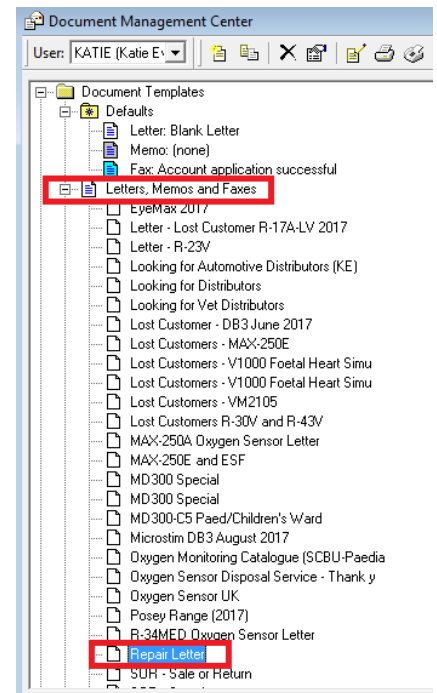 Document Management Center
User: KATIE (Katie E
Document Templates
Defaults
Letter: Blank Letter
Memo: (none)
Fax: Account application successful
Letters, Memos and Faxes
EyeMax 2017
Letter - Lost Customer R-17A-LV 2017
Letter - R-23V
Looking for Automotive Distributors (KE)
Looking for Distributors
Looking for Vet Distributors
Lost Customer - DB3 June 2017
Lost Customers - MAX-250E
Lost Customers - V1000 Foetal Heart Simu
Lost Customers - V1000 Foetal Heart Simu
Lost Customers - VM2105
Lost Customers R-30V and R-43V
MAX-250A Oxygen Sensor Letter
MAX-250E and ESF
MD300 Special
MD300 Special
MD300-C5 Paed/Children's Ward
Microstim DB3 August 2017
Oxygen Monitoring Catalogue (SCBU-Paedia
Oxygen Sensor Disposal Service - Thank y
Oxygen Sensor UK
Posey Range (2017)
R-34MED Oxygen Sensor Letter
Repair Letter
SOR - Sale or Return